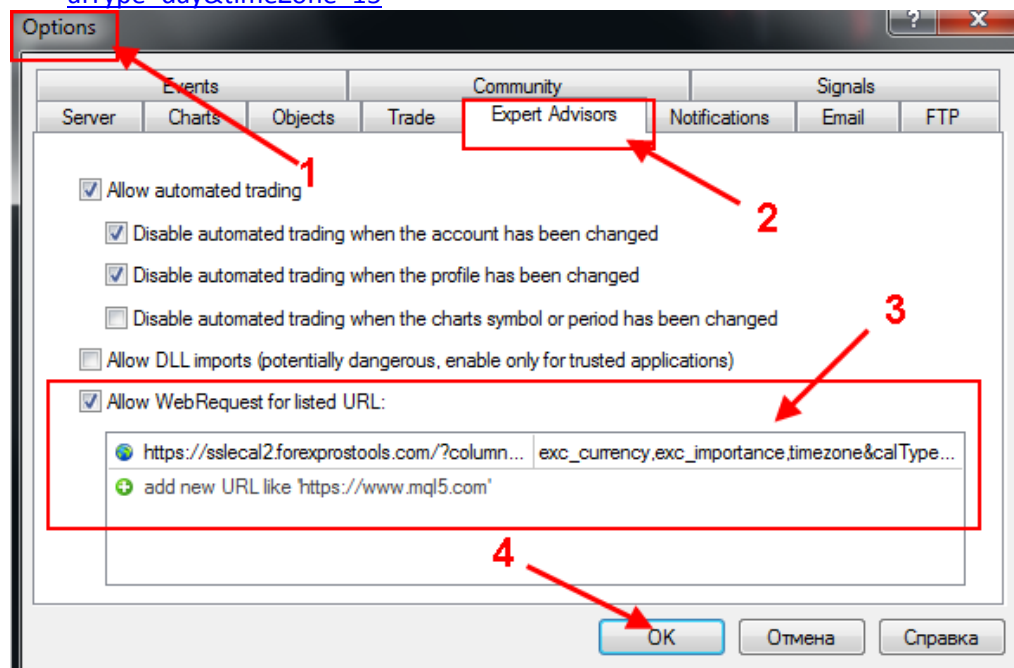 Options
? X
Events Community Signals
Server Charts Objects Trade Expert Advisors Notifications Email FTP
1
2
Allow automated trading
Disable automated trading when the account has been changed
Disable automated trading when the profile has been changed
3
Disable automated trading when the charts symbol or period has been changed
Allow DLL imports (potentially dangerous, enable only for trusted applications)
Allow WebRequest for listed URL:
https://sslecal2.forexprostools.com/?column... exc_currency,exc_importance,timezone&calType...
add new URL like 'https://www.mql5.com'
4
OK Отмена Справка